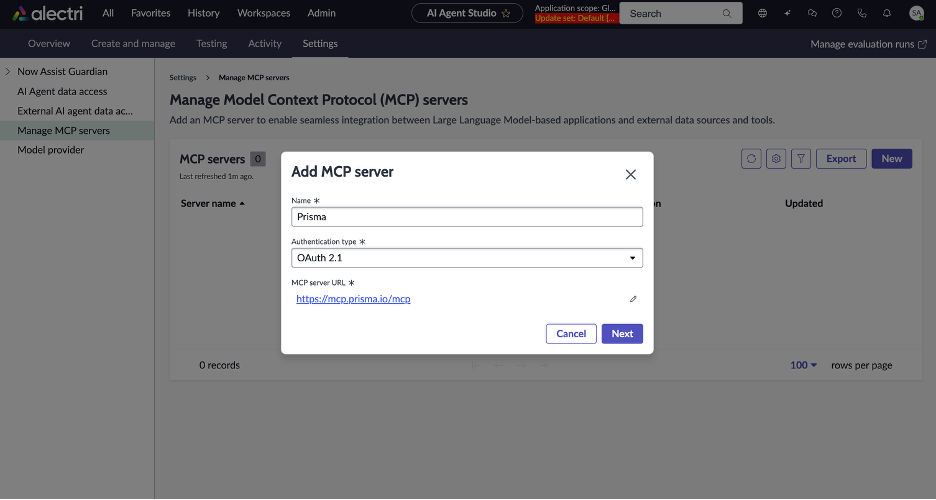 alectri All Favorites History Workspaces Admin AI Agent Studio Application scope: Gl... Search SA
Update set: Default [...
Overview Create and manage Testing Activity Settings Manage evaluation runs
Now Assist Guardian
AI Agent data access
External AI agent data ac...
Manage MCP servers
Model provider
Settings Manage MCP servers
Manage Model Context Protocol (MCP) servers
Add an MCP server to enable seamless integration between Large Language Model-based applications and external data sources and tools.
MCP servers 0 Export New
Last refreshed 1m ago.
Server name on Updated
Add MCP server
Name *
Prisma
Authentication type *
OAuth 2.1
MCP server URL *
https://mcp.prisma.io/mcp
Cancel Next
0 records 100 rows per page